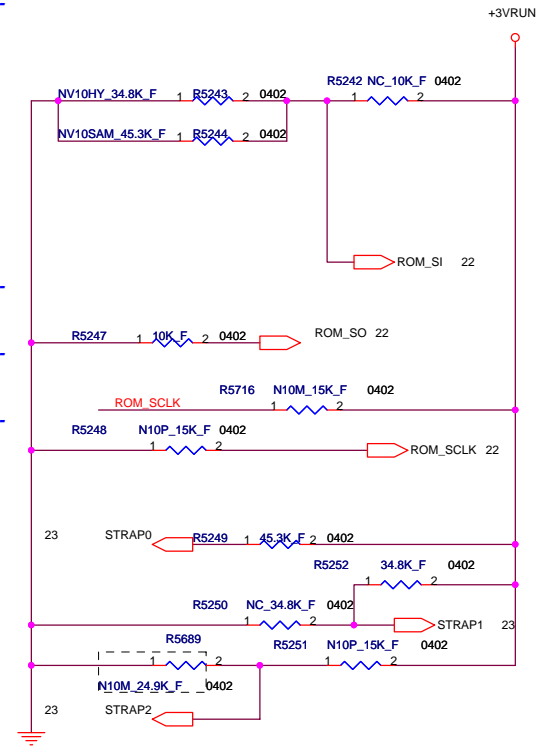 +3VRUN
R5242 NC_10K_F 0402
NV10HY_34.8K_F 1 R5243 2 0402 1 2
NV10SAM_45.3K_F 1 R5244 2 0402
ROM_SI 22
R5247 1 10K_F 2 0402 ROM_SO 22
R5716 N10M_15K_F 0402
ROM_SCLK 1 2
R5248 N10P_15K_F 0402
1 2 ROM_SCLK 22
23 STRAP0 R5249 1 45.3K_F 2 0402
R5252 34.8K_F 0402
1 2
R5250 NC_34.8K_F 0402
1 2 STRAP1 23
R5689 R5251 N10P_15K_F 0402
1 2 1 2
N10M_24.9K_F 0402
23 STRAP2